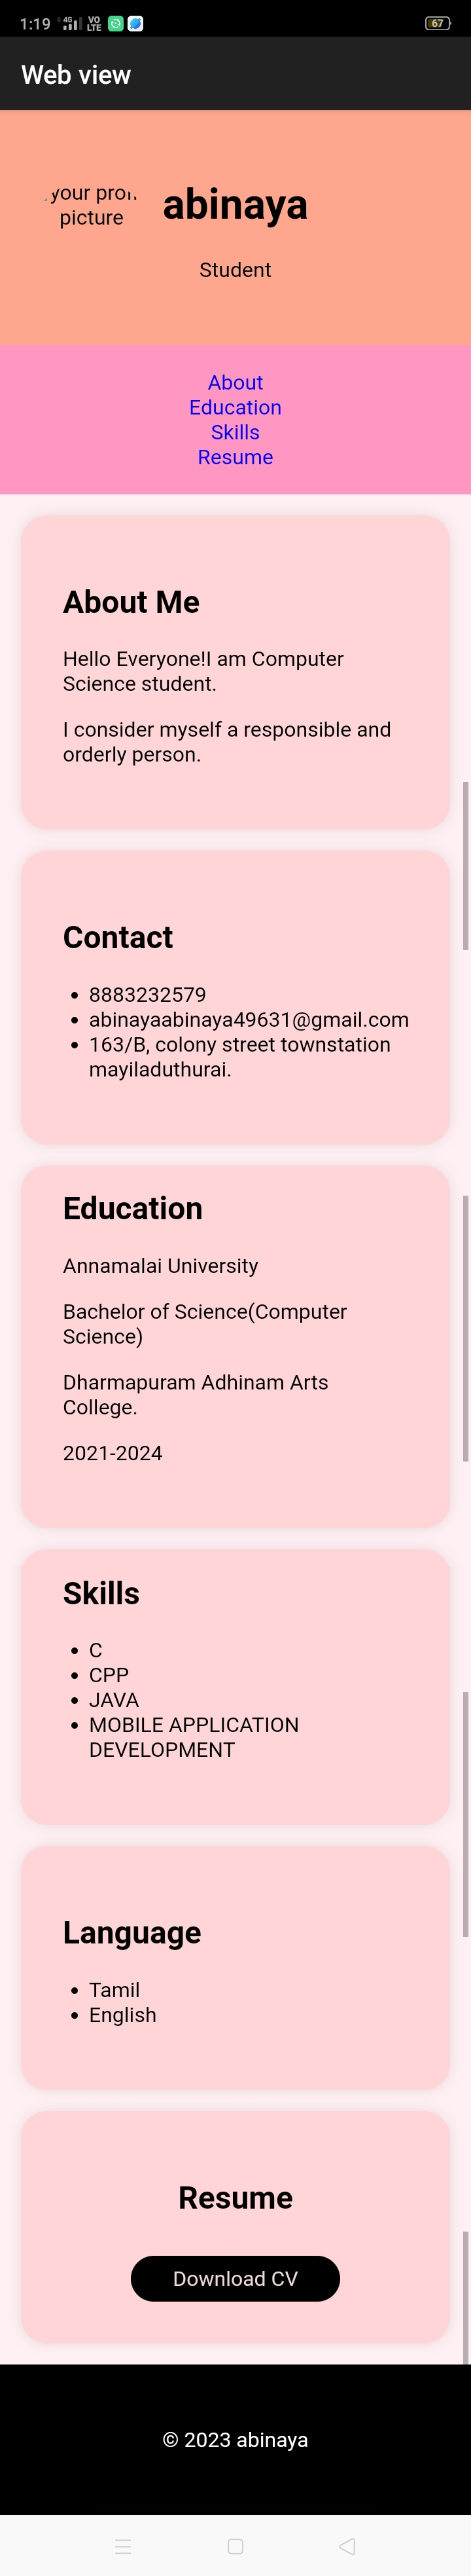 1:19 4G VO LTE 67
Web view
your
picture
abinaya
Student
About
Education
Skills
Resume
About Me
Hello Everyone!I am Computer
Science student.
I consider myself a responsible and
orderly person.
Contact
8883232579
abinayaabinaya49631@gmail.com
163/B, colony street townstation
mayiladuthurai.
Education
Annamalai University
Bachelor of Science(Computer
Science)
Dharmapuram Adhinam Arts
College.
2021-2024
Skills
C
CPP
JAVA
MOBILE APPLICATION
DEVELOPMENT
Language
Tamil
English
Resume
Download CV
© 2023 abinaya